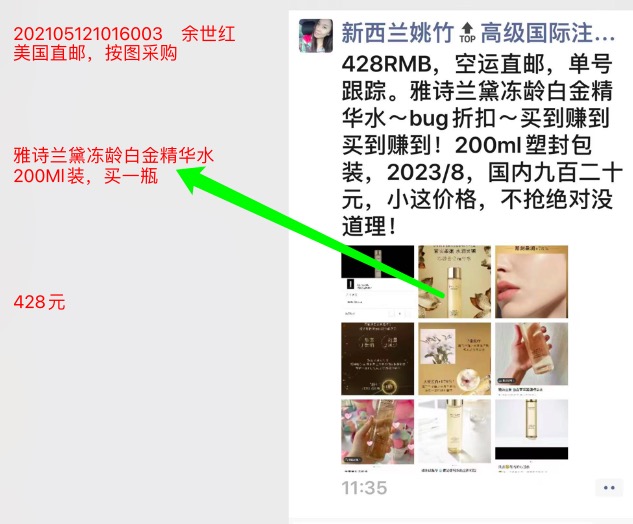 202105121016003 余世红
美国直邮，按图采购
雅诗兰黛冻龄白金精华水
200Ml装，买一瓶
428元
新西兰姚竹 TOP 高级国际注...
428RMB，空运直邮，单号
跟踪。雅诗兰黛冻龄白金精
华水～bug折扣～买到赚到
买到赚到！200ml塑封包
装，2023/8，国内九百二十
元，小这价格，不抢绝对没
道理！
11:35